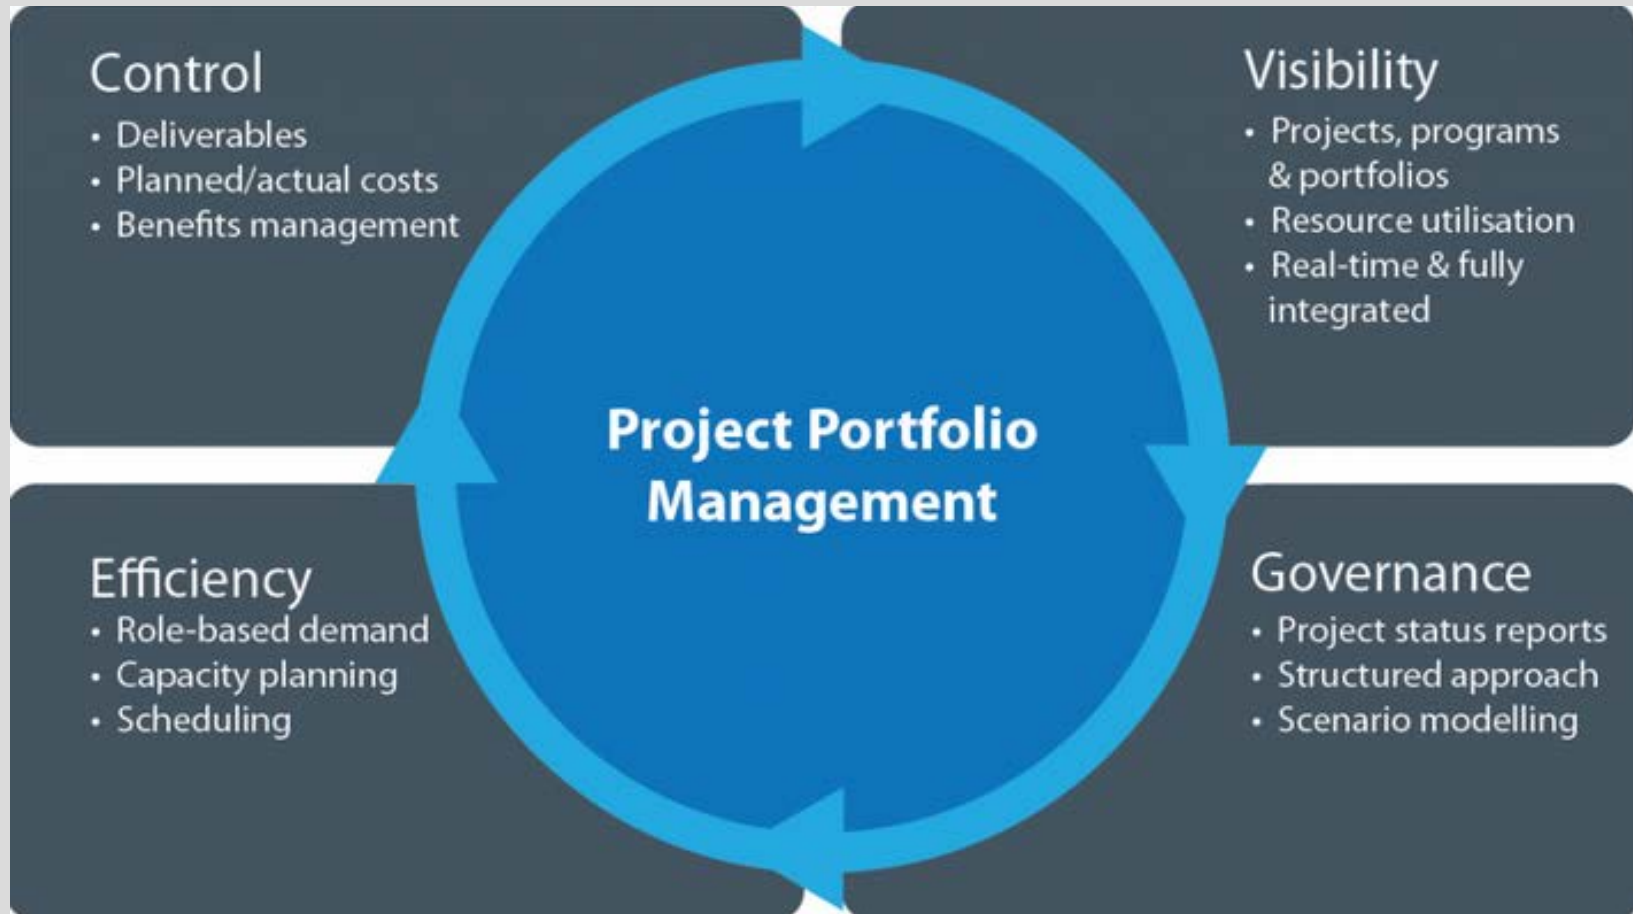 Control
• Deliverables
• Planned/actual costs
• Benefits management
Visibility
• Projects, programs
& portfolios
• Resource utilisation
• Real-time & fully
integrated
Project Portfolio
Management
Efficiency
• Role-based demand
• Capacity planning
• Scheduling
Governance
• Project status reports
• Structured approach
• Scenario modelling